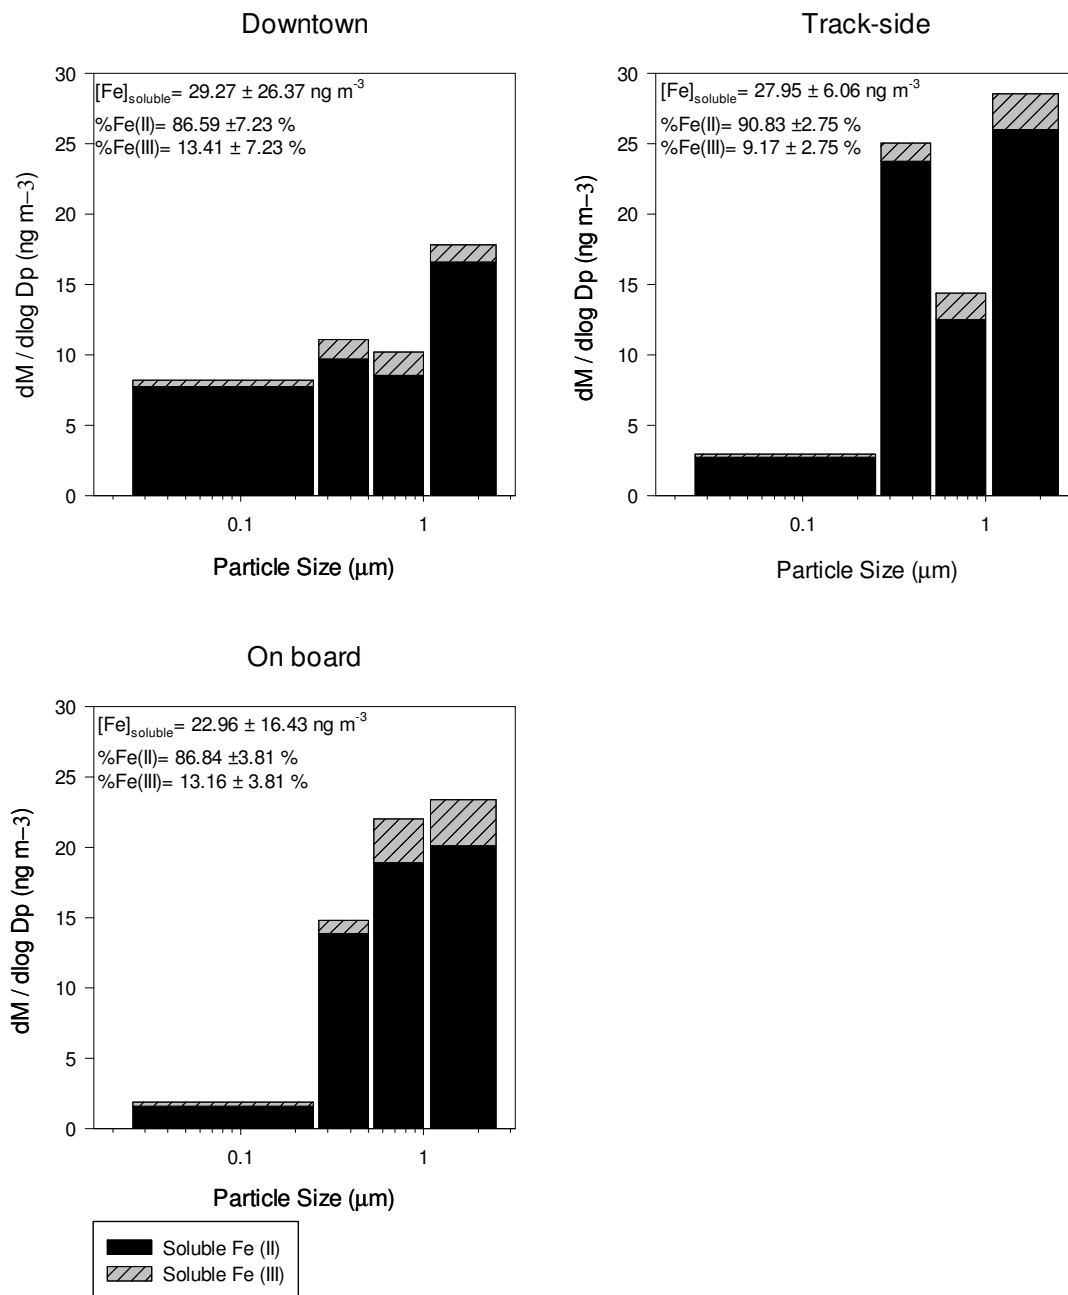 Downtown
30
25
20
15
10
5
0
dM / dlog Dp (ng m−3)
[Fe]soluble= 29.27 ± 26.37 ng m-3
%Fe(II)= 86.59 ±7.23 %
%Fe(III)= 13.41 ± 7.23 %
0.1 1
Particle Size (μm)
Track-side
30
25
20
15
10
5
0
dM / dlog Dp (ng m−3)
[Fe]soluble= 27.95 ± 6.06 ng m-3
%Fe(II)= 90.83 ±2.75 %
%Fe(III)= 9.17 ± 2.75 %
0.1 1
Particle Size (μm)
On board
30
25
20
15
10
5
0
dM / dlog Dp (ng m−3)
[Fe]soluble= 22.96 ± 16.43 ng m-3
%Fe(II)= 86.84 ±3.81 %
%Fe(III)= 13.16 ± 3.81 %
0.1 1
Particle Size (μm)
Soluble Fe (II)
Soluble Fe (III)